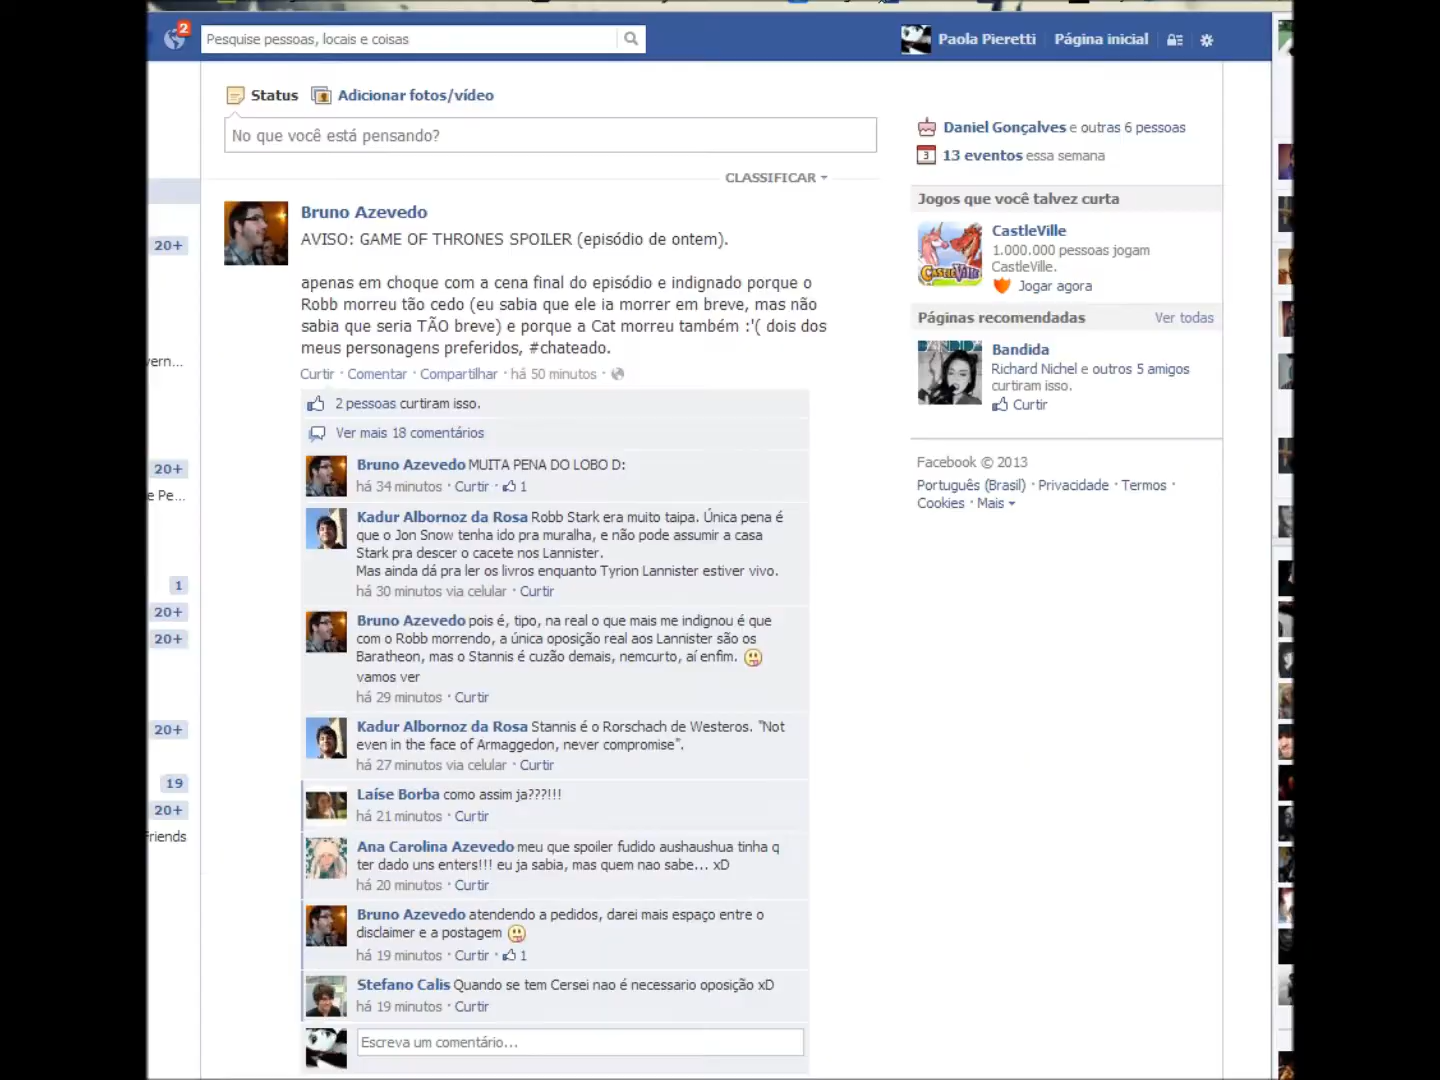 2
Pesquise pessoas, locais e coisas
Paola Pieretti
Página inicial
Status
Adicionar fotos/vídeo
No que você está pensando?
CLASSIFICAR
Bruno Azevedo
AVISO: GAME OF THRONES SPOILER (episódio de ontem).
apenas em choque com a cena final do episódio e indignado porque o
Robb morreu tão cedo (eu sabia que ele ia morrer em breve, mas não
sabia que seria TÃO breve) e porque a Cat morreu também :'( dois dos
meus personagens preferidos, #chateado.
Curtir · Comentar · Compartilhar · há 50 minutos ·
2 pessoas curtiram isso.
Ver mais 18 comentários
Bruno Azevedo MUITA PENA DO LOBO D:
há 34 minutos · Curtir · 1
Kadur Albornoz da Rosa Robb Stark era muito taipa. Única pena é
que o Jon Snow tenha ido pra muralha, e não pode assumir a casa
Stark pra descer o cacete nos Lannister.
Mas ainda dá pra ler os livros enquanto Tyrion Lannister estiver vivo.
há 30 minutos via celular · Curtir
Bruno Azevedo pois é, tipo, na real o que mais me indignou é que
com o Robb morrendo, a única oposição real aos Lannister são os
Baratheon, mas o Stannis é cuzão demais, nemcurto, aí enfim.
vamos ver
há 29 minutos · Curtir
Kadur Albornoz da Rosa Stannis é o Rorschach de Westeros. "Not
even in the face of Armaggedon, never compromise".
há 27 minutos via celular · Curtir
Laíse Borba como assim ja???!!!
há 21 minutos · Curtir
Ana Carolina Azevedo meu que spoiler fudido aushaushua tinha q
ter dado uns enters!!! eu ja sabia, mas quem nao sabe... xD
há 20 minutos · Curtir
Bruno Azevedo atendendo a pedidos, darei mais espaço entre o
disclaimer e a postagem
há 19 minutos · Curtir · 1
Stefano Calis Quando se tem Cersei nao é necessario oposição xD
há 19 minutos · Curtir
Escreva um comentário...
Daniel Gonçalves e outras 6 pessoas
3
13 eventos essa semana
Jogos que você talvez curta
CastleVille
1.000.000 pessoas jogam
CastleVille.
CASTLEVILLE
Jogar agora
Páginas recomendadas
Ver todas
BANDIDA
Bandida
Richard Nichel e outros 5 amigos
curtiram isso.
Curtir
Facebook © 2013
Português (Brasil) · Privacidade · Termos ·
Cookies · Mais
20+
vern...
20+
e Pe...
1
20+
20+
20+
19
20+
Friends